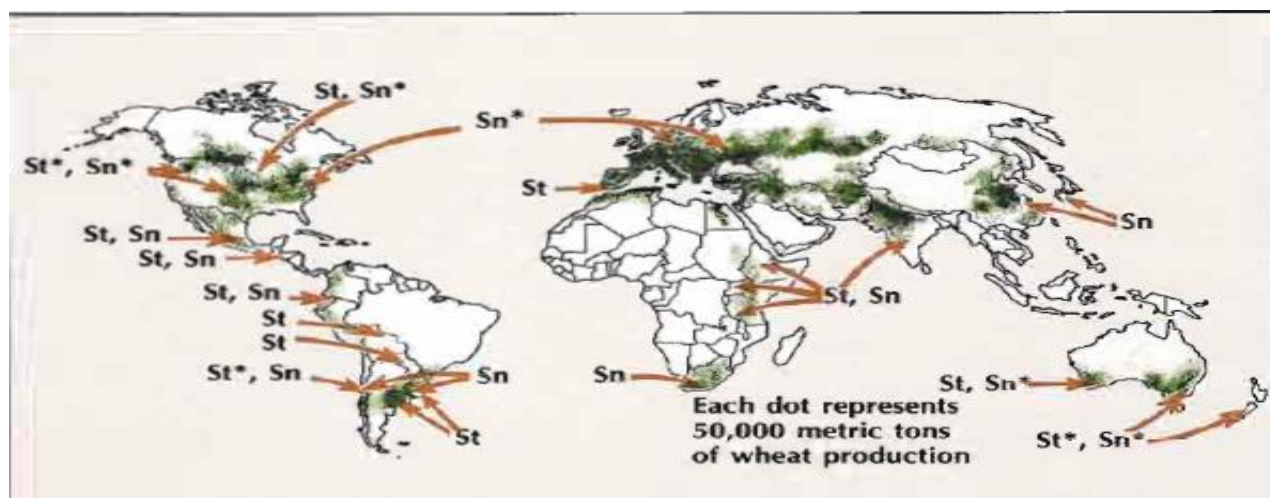 St, Sn*
Sn*
St*, Sn*
St
Sn
St, Sn
St, Sn
St, Sn
St, Sn
St
St
St*, Sn
Sn
Sn
St, Sn*
Each dot represents
50,000 metric tons
of wheat production
St
St*, Sn*